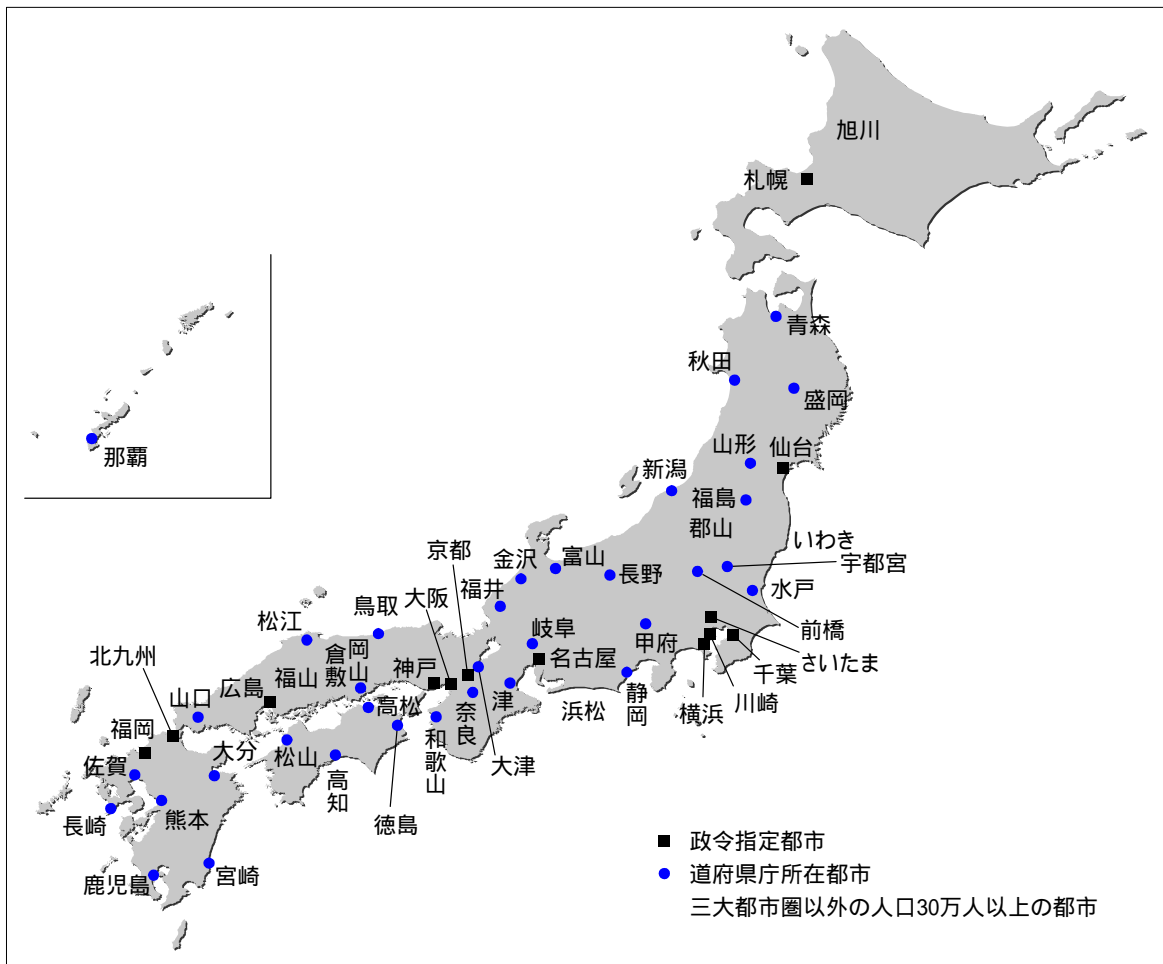 旭川
札幌
青森
秋田
盛岡
山形
仙台
新潟
福島
郡山
いわき
宇都宮
水戸
前橋
さいたま
千葉
川崎
横浜
京都
金沢
富山
長野
福井
大阪
鳥取
松江
岐阜
甲府
名古屋
静岡
浜松
津
北九州
倉敷
岡山
神戸
福山
広島
山口
高松
奈良
和歌山
大津
福岡
大分
佐賀
松山
高知
徳島
長崎
熊本
宮崎
鹿児島
那覇
政令指定都市
道府県庁所在都市
三大都市圏以外の人口30万人以上の都市